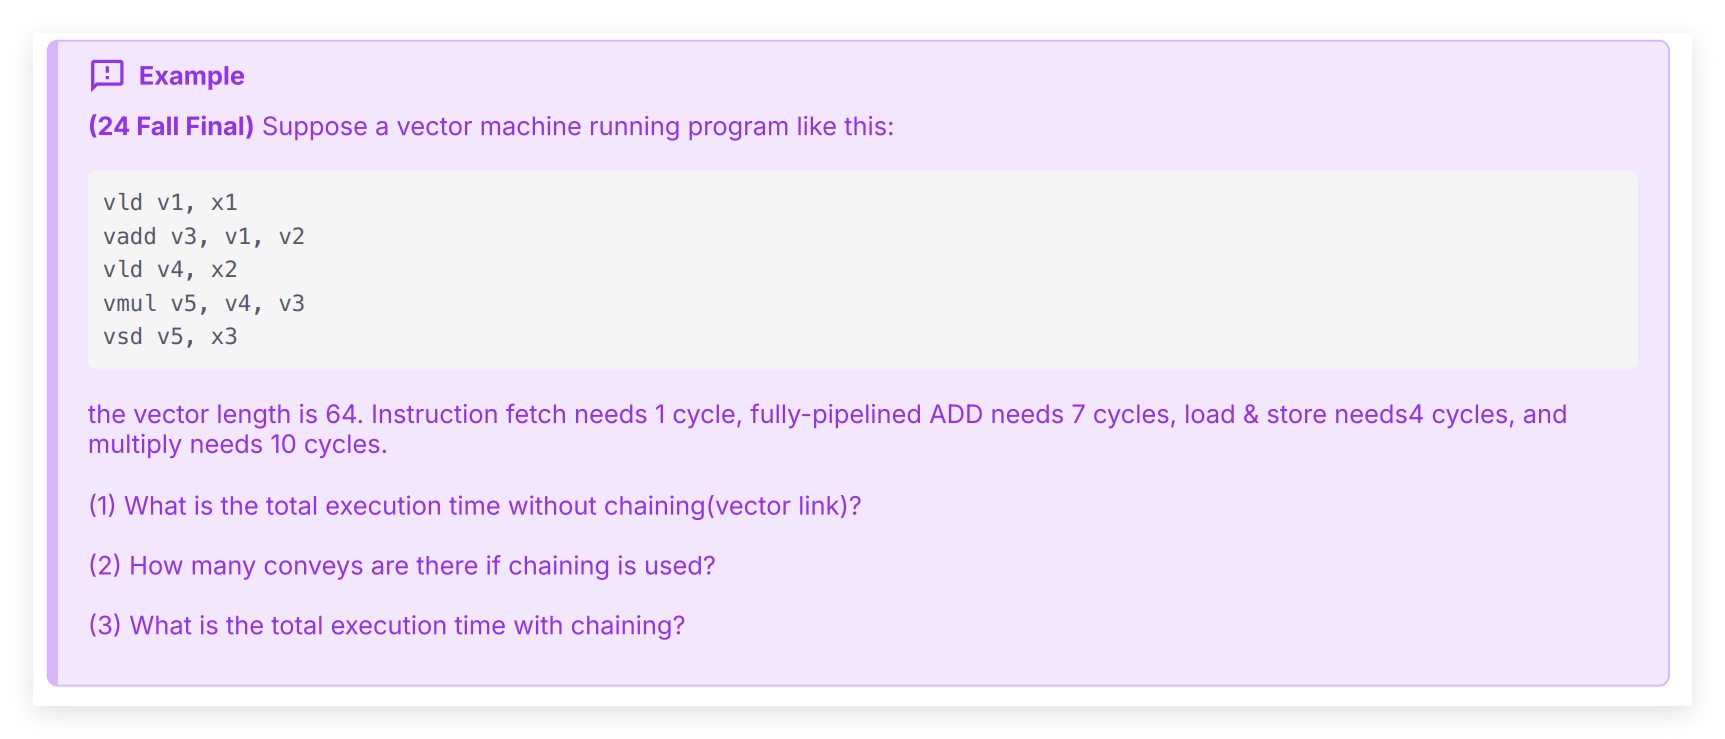 Example
(24 Fall Final) Suppose a vector machine running program like this:
vld v1, x1
vadd v3, v1, v2
vld v4, x2
vmul v5, v4, v3
vsd v5, x3
the vector length is 64. Instruction fetch needs 1 cycle, fully-pipelined ADD needs 7 cycles, load & store needs4 cycles, and
multiply needs 10 cycles.
(1) What is the total execution time without chaining(vector link)?
(2) How many conveys are there if chaining is used?
(3) What is the total execution time with chaining?